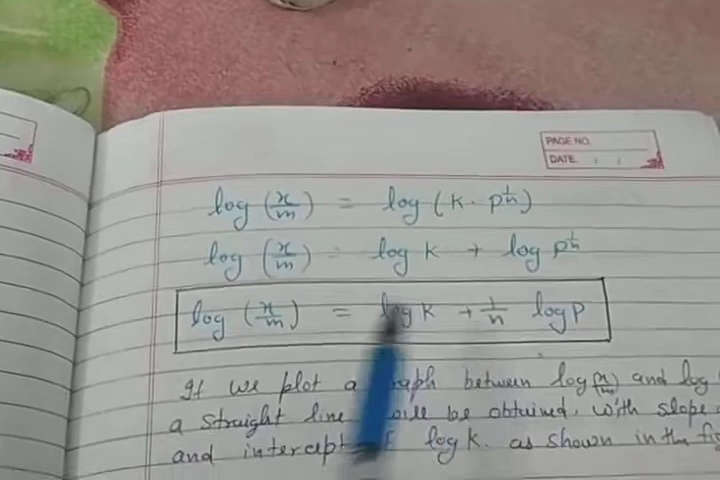 PAGE NO.
DATE
log (x/m) = log (K · P^1/n)
log (x/m) = log K + log P^1/n
log (x/m) = log K + 1/n log P
If we plot a graph between log(x/m) and log
a straight line will be obtained, with slope
and intercept of log K. as shown in the